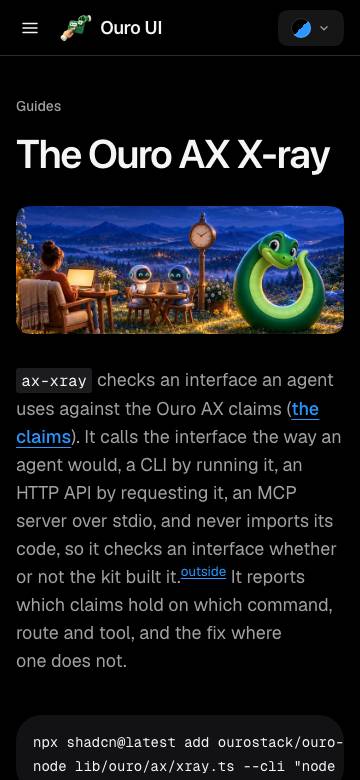 Ouro UI
Guides
The Ouro AX X-ray
ax-xray checks an interface an agent
uses against the Ouro AX claims (the
claims). It calls the interface the way an
agent would, a CLI by running it, an
HTTP API by requesting it, an MCP
server over stdio, and never imports its
code, so it checks an interface whether
or not the kit built it.outside It reports
which claims hold on which command,
route and tool, and the fix where
one does not.
npx shadcn@latest add ourostack/ouro-
node lib/ouro/ax/xray.ts --cli "node